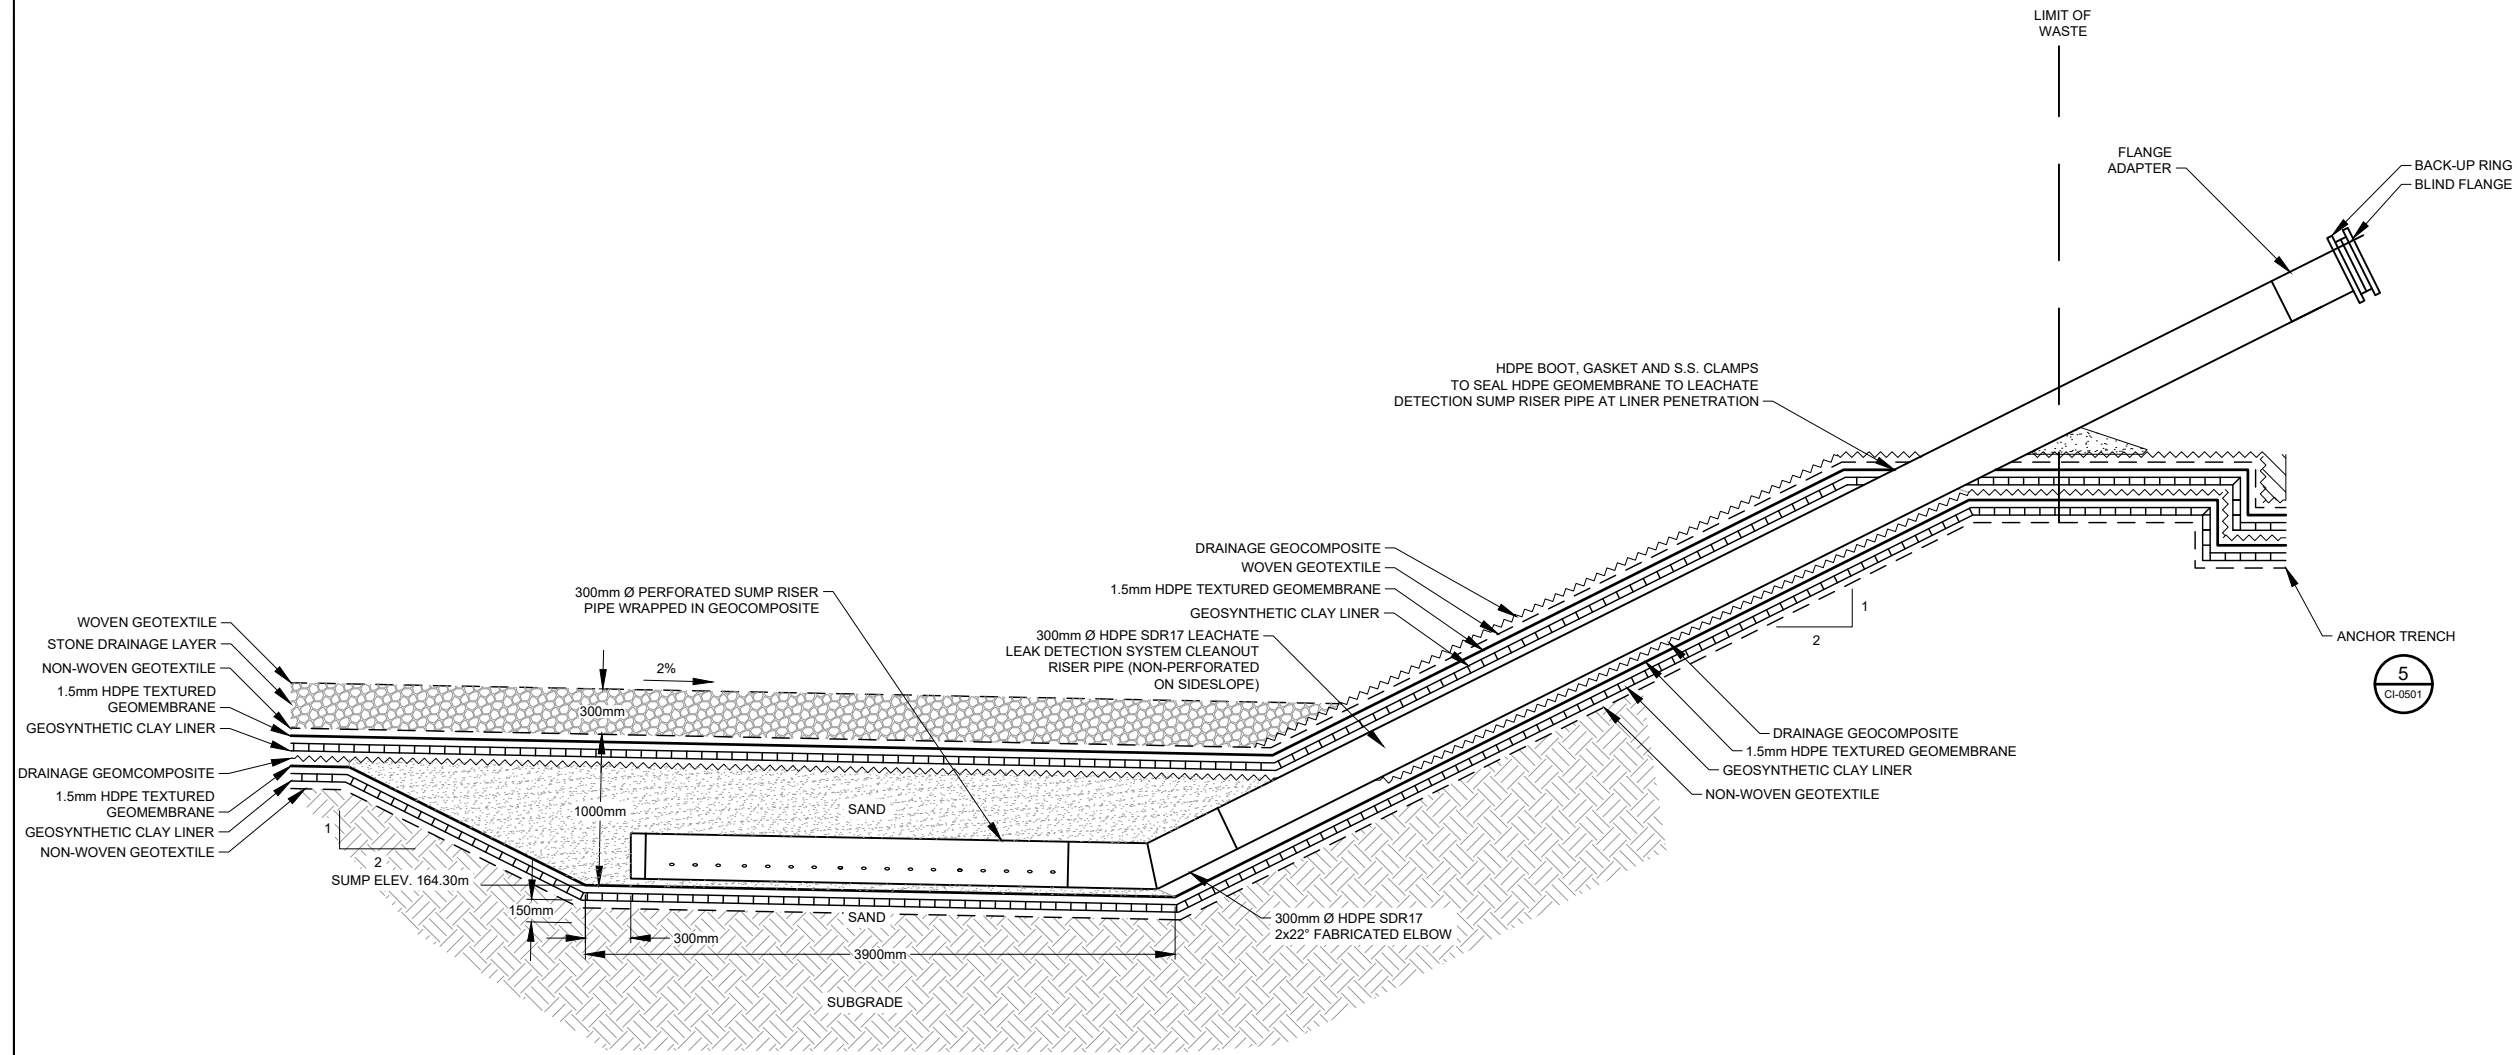 LIMIT OF
WASTE
FLANGE
ADAPTER
BACK-UP RING
BLIND FLANGE
HDPE BOOT, GASKET AND S.S. CLAMPS
TO SEAL HDPE GEOMEMBRANE TO LEACHATE
DETECTION SUMP RISER PIPE AT LINER PENETRATION
DRAINAGE GEOCOMPOSITE
WOVEN GEOTEXTILE
1.5mm HDPE TEXTURED GEOMEMBRANE
GEOSYNTHETIC CLAY LINER
300mm Ø HDPE SDR17 LEACHATE
LEAK DETECTION SYSTEM CLEANOUT
RISER PIPE (NON-PERFORATED
ON SIDESLOPE)
300mm Ø PERFORATED SUMP RISER
PIPE WRAPPED IN GEOCOMPOSITE
WOVEN GEOTEXTILE
STONE DRAINAGE LAYER
NON-WOVEN GEOTEXTILE
1.5mm HDPE TEXTURED
GEOMEMBRANE
GEOSYNTHETIC CLAY LINER
DRAINAGE GEOMCOMPOSITE
1.5mm HDPE TEXTURED
GEOMEMBRANE
GEOSYNTHETIC CLAY LINER
NON-WOVEN GEOTEXTILE
2%
300mm
1000mm
SAND
1
2
SUMP ELEV. 164.30m
150mm
SAND
300mm
3900mm
SUBGRADE
300mm Ø HDPE SDR17
2x22° FABRICATED ELBOW
1
2
DRAINAGE GEOCOMPOSITE
1.5mm HDPE TEXTURED GEOMEMBRANE
GEOSYNTHETIC CLAY LINER
NON-WOVEN GEOTEXTILE
ANCHOR TRENCH
5
CI-0501